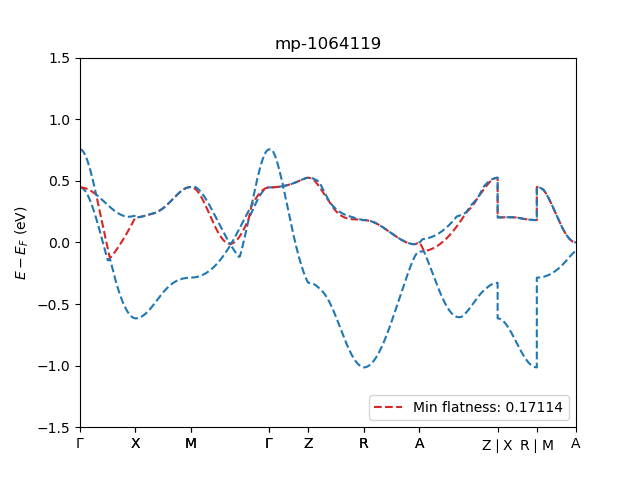 mp-1064119
1.5
1.0
0.5
0.0
−0.5
−1.0
−1.5
E − E_F (eV)
Min flatness: 0.17114
Γ X M Γ Z R A Z | X R | M A